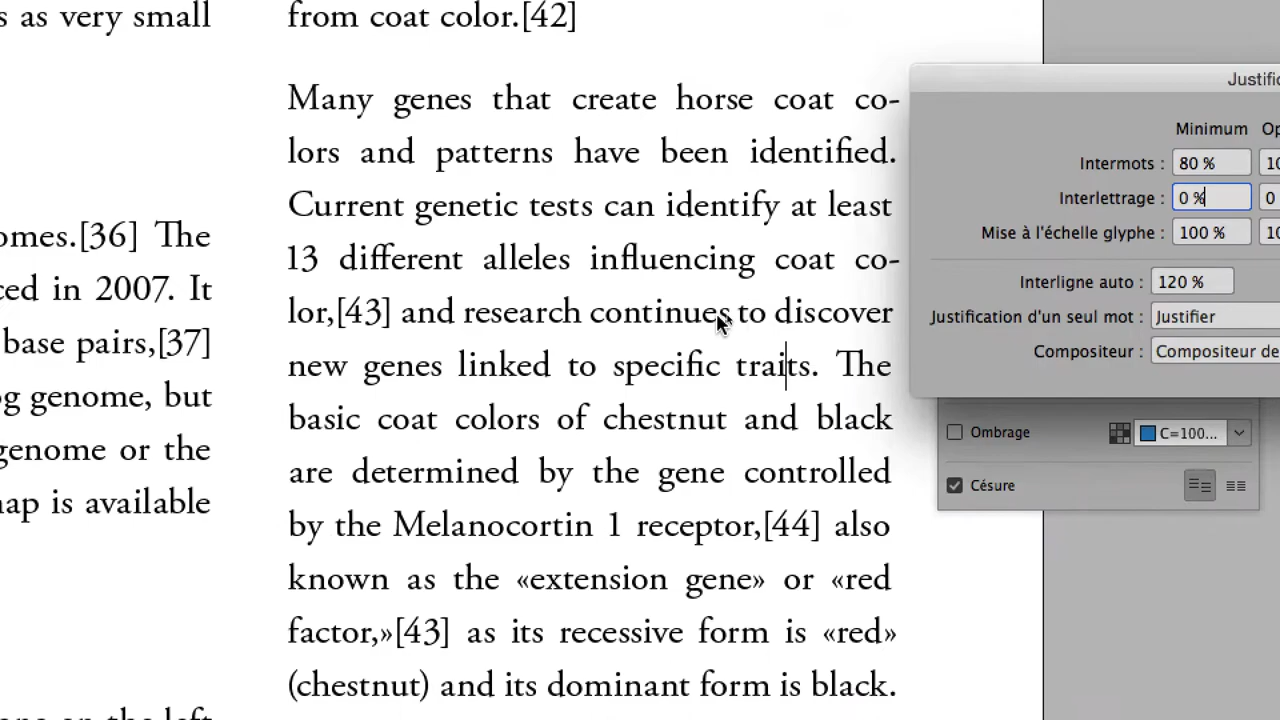 s as very small
omes.[36] The
ced in 2007. It
base pairs,[37]
og genome, but
genome or the
map is available
from coat color.[42]
Many genes that create horse coat co-
lors and patterns have been identified.
Current genetic tests can identify at least
13 different alleles influencing coat co-
lor,[43] and research continues to discover
new genes linked to specific traits. The
basic coat colors of chestnut and black
are determined by the gene controlled
by the Melanocortin 1 receptor,[44] also
known as the «extension gene» or «red
factor,»[43] as its recessive form is «red»
(chestnut) and its dominant form is black.
Justific
Minimum Op
Intermots : 80 % 10
Interlettrage : 0 % 0
Mise à l'échelle glyphe : 100 % 10
Interligne auto : 120 %
Justification d'un seul mot : Justifier
Compositeur : Compositeur de
Ombrage C=100...
Césure